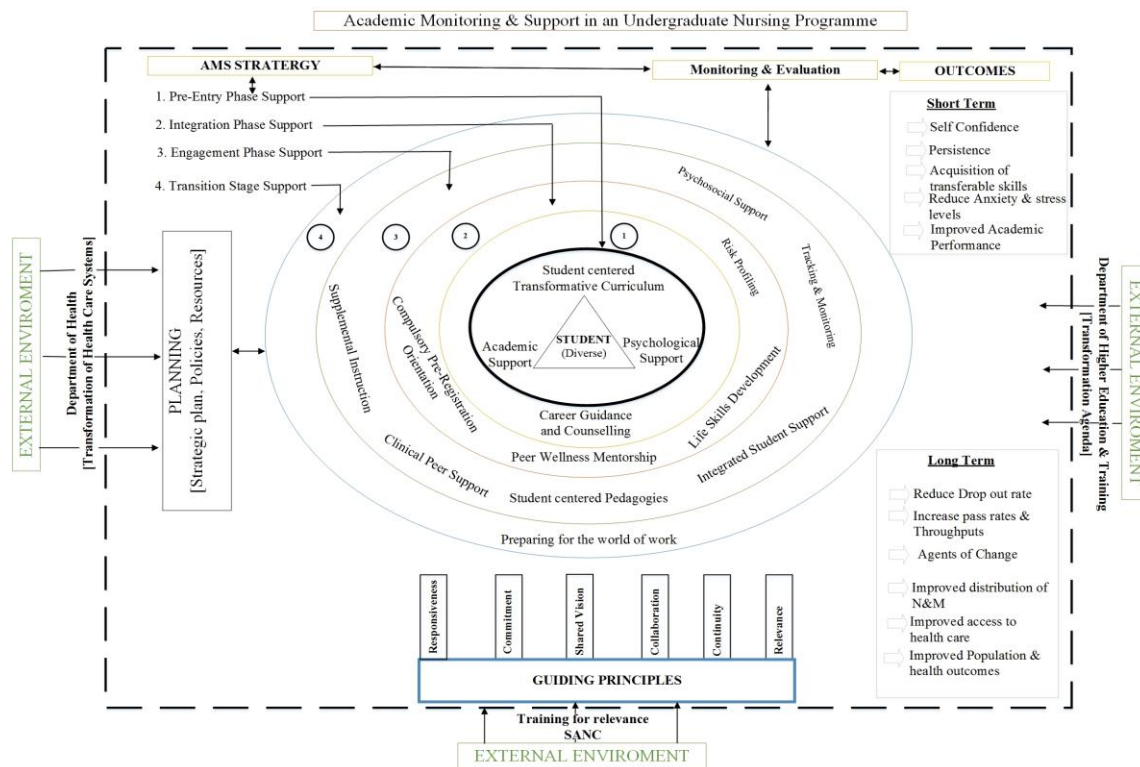 Academic Monitoring & Support in an Undergraduate Nursing Programme
AMS STRATERGY
Monitoring & Evaluation
OUTCOMES
1. Pre-Entry Phase Support
2. Integration Phase Support
3. Engagement Phase Support
4. Transition Stage Support
Short Term
Self Confidence
Persistence
Acquisition of
transferable skills
Reduce Anxiety & stress
levels
Improved Academic
Performance
EXTERNAL ENVIROMENT
Department of Health
[Transformation of Health Care Systems]
PLANNING
[Strategic plan, Policies, Resources]
4
3
2
1
Psychosocial Support
Tracking & Monitoring
Risk Profiling
Student centered
Transformative Curriculum
STUDENT
(Diverse)
Academic
Support
Psychological
Support
Supplemental Instruction
Compulsory Pre-Registration
Orientation
Career Guidance
and Counselling
Life Skills Development
Peer Wellness Mentorship
Integrated Student Support
Clinical Peer Support
Student centered Pedagogies
Preparing for the world of work
Department of Higher Education & Training
[Transformation Agenda]
EXTERNAL ENVIROMENT
Long Term
Reduce Drop out rate
Increase pass rates &
Throughputs
Agents of Change
Improved distribution of
N&M
Improved access to
health care
Improved Population &
health outcomes
Responsiveness
Commitment
Shared Vision
Collaboration
Continuity
Relevance
GUIDING PRINCIPLES
Training for relevance
SANC
EXTERNAL ENVIROMENT